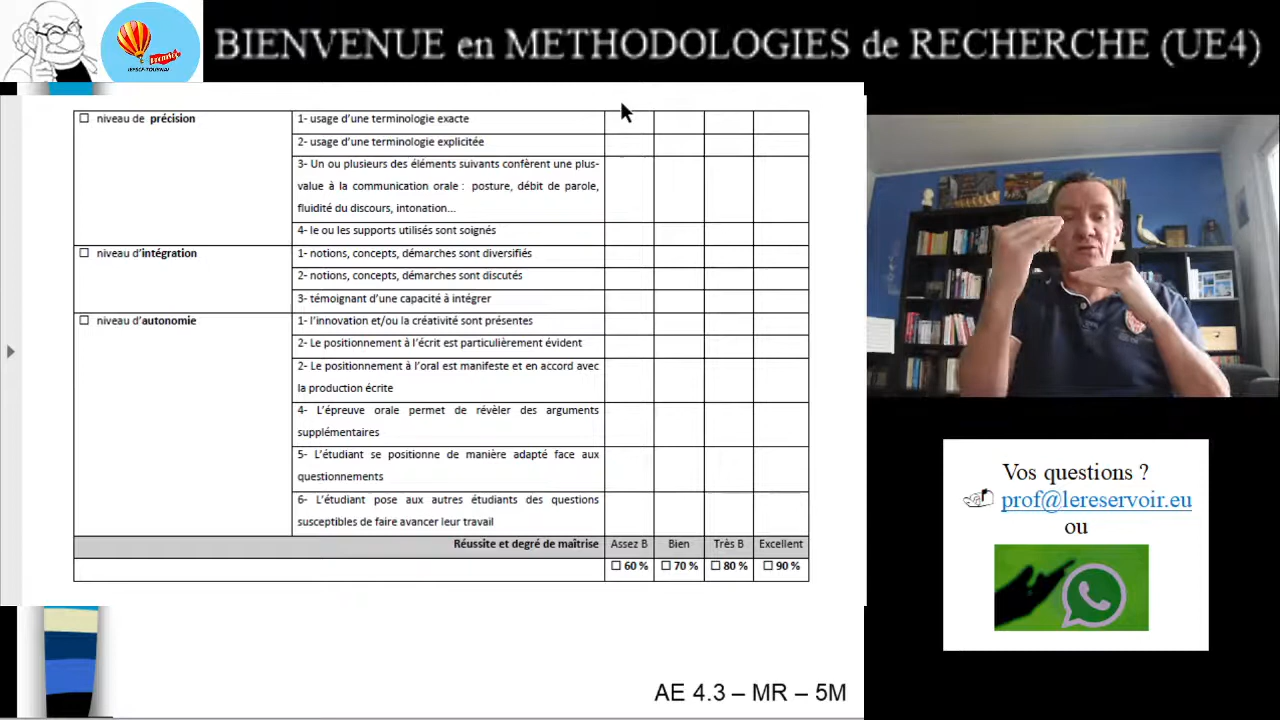 BIENVENUE en METHODOLOGIES de RECHERCHE (UE4)
IEPSCF-TOURNAI
niveau de précision
1- usage d'une terminologie exacte
2- usage d'une terminologie explicitée
3- Un ou plusieurs des éléments suivants confèrent une plus-
value à la communication orale : posture, débit de parole,
fluidité du discours, intonation...
4- le ou les supports utilisés sont soignés
niveau d'intégration
1- notions, concepts, démarches sont diversifiés
2- notions, concepts, démarches sont discutés
3- témoignant d'une capacité à intégrer
niveau d'autonomie
1- l'innovation et/ou la créativité sont présentes
2- Le positionnement à l'écrit est particulièrement évident
2- Le positionnement à l'oral est manifeste et en accord avec
la production écrite
4- L'épreuve orale permet de révèler des arguments
supplémentaires
5- L'étudiant se positionne de manière adapté face aux
questionnements
6- L'étudiant pose aux autres étudiants des questions
susceptibles de faire avancer leur travail
Réussite et degré de maîtrise Assez B Bien Très B Excellent
60 % 70 % 80 % 90 %
Vos questions ?
prof@lereservoir.eu
ou
AE 4.3 – MR – 5M